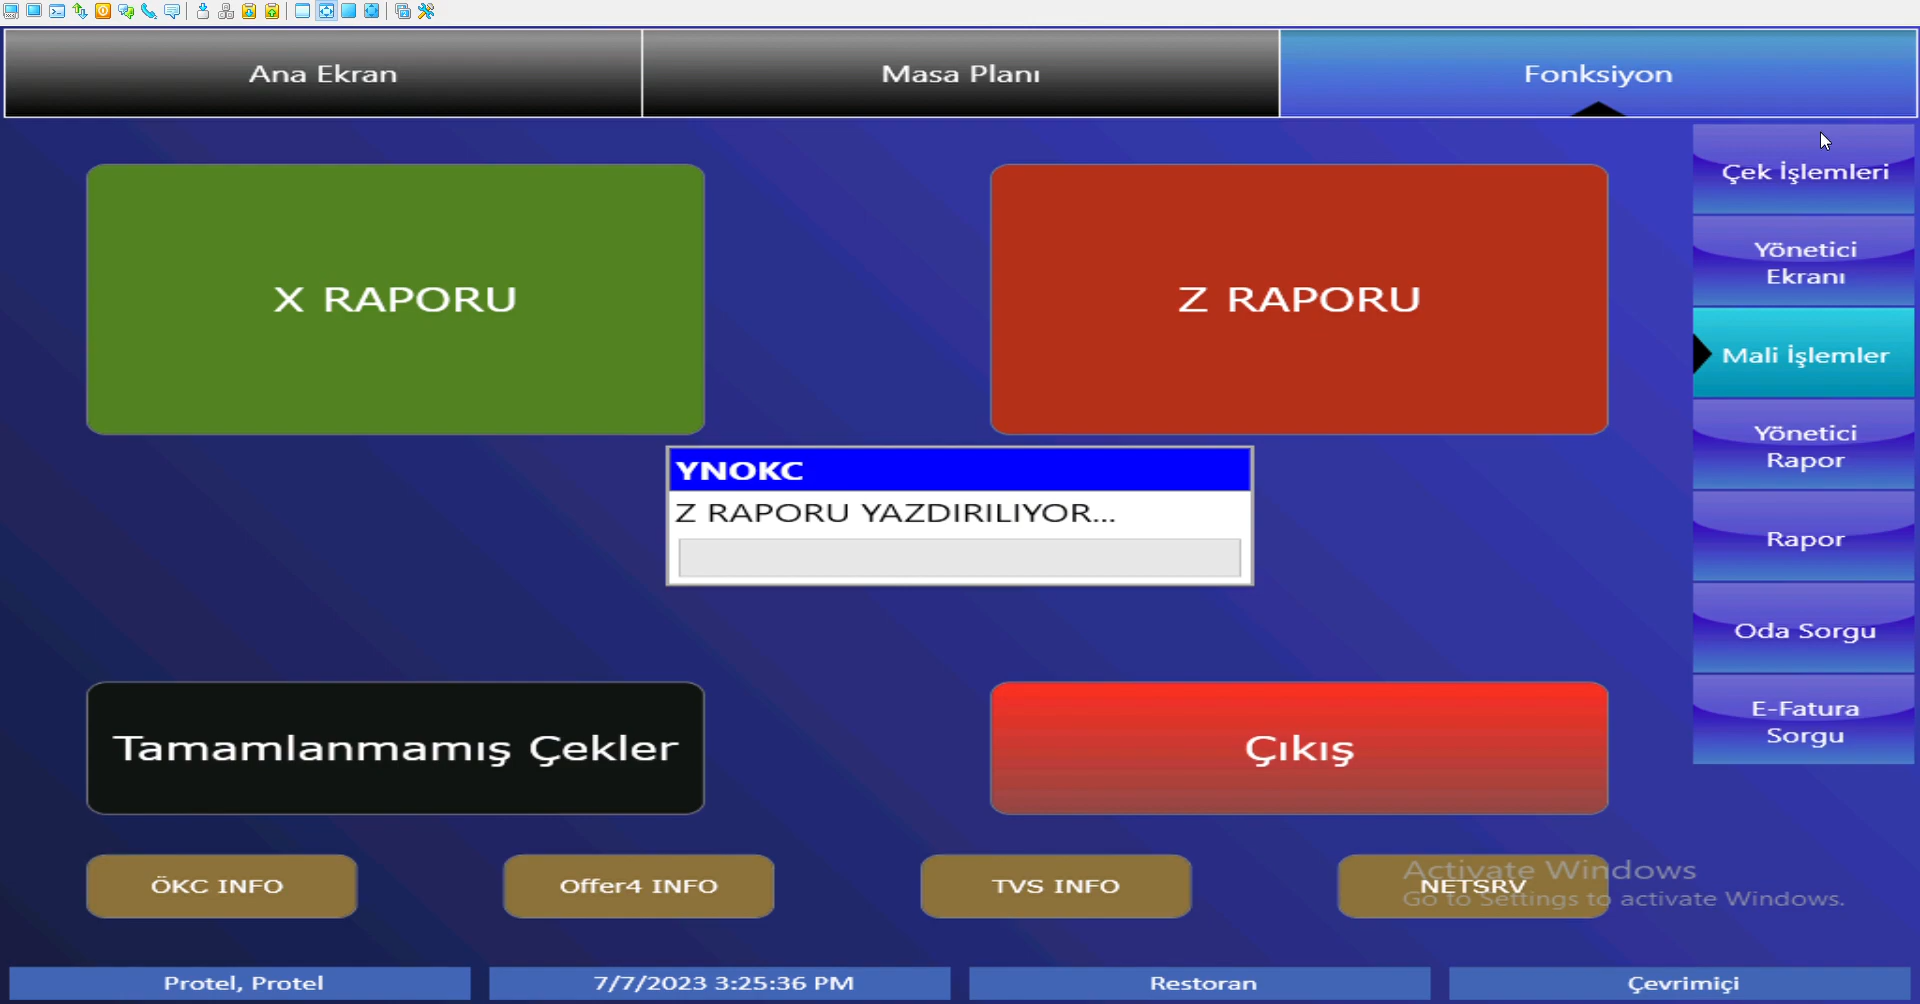 Ana Ekran
Masa Planı
Fonksiyon
Çek İşlemleri
Yönetici
Ekranı
Mali İşlemler
Yönetici
Rapor
Rapor
Oda Sorgu
E-Fatura
Sorgu
X RAPORU
Z RAPORU
YNOKC
Z RAPORU YAZDIRILIYOR...
Tamamlanmamış Çekler
Çıkış
ÖKC INFO
Offer4 INFO
TVS INFO
NETSRV
Activate Windows
Go to Settings to activate Windows.
Protel, Protel
7/7/2023 3:25:36 PM
Restoran
Çevrimiçi